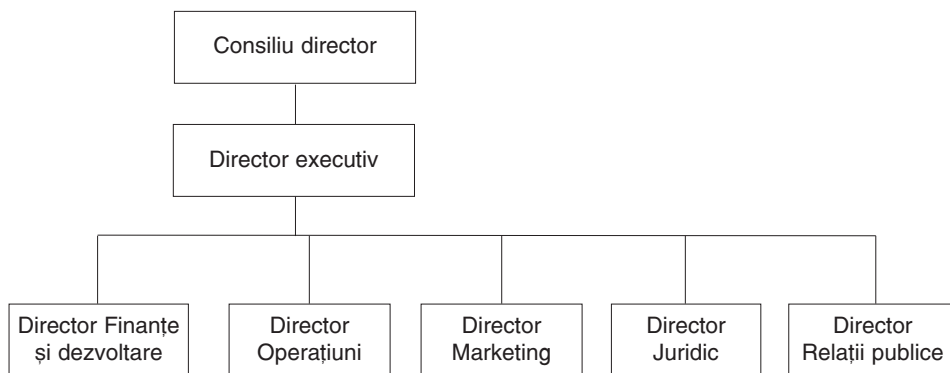 Consiliu director
Director executiv
Director Finanțe
și dezvoltare
Director
Operațiuni
Director
Marketing
Director
Juridic
Director
Relații publice